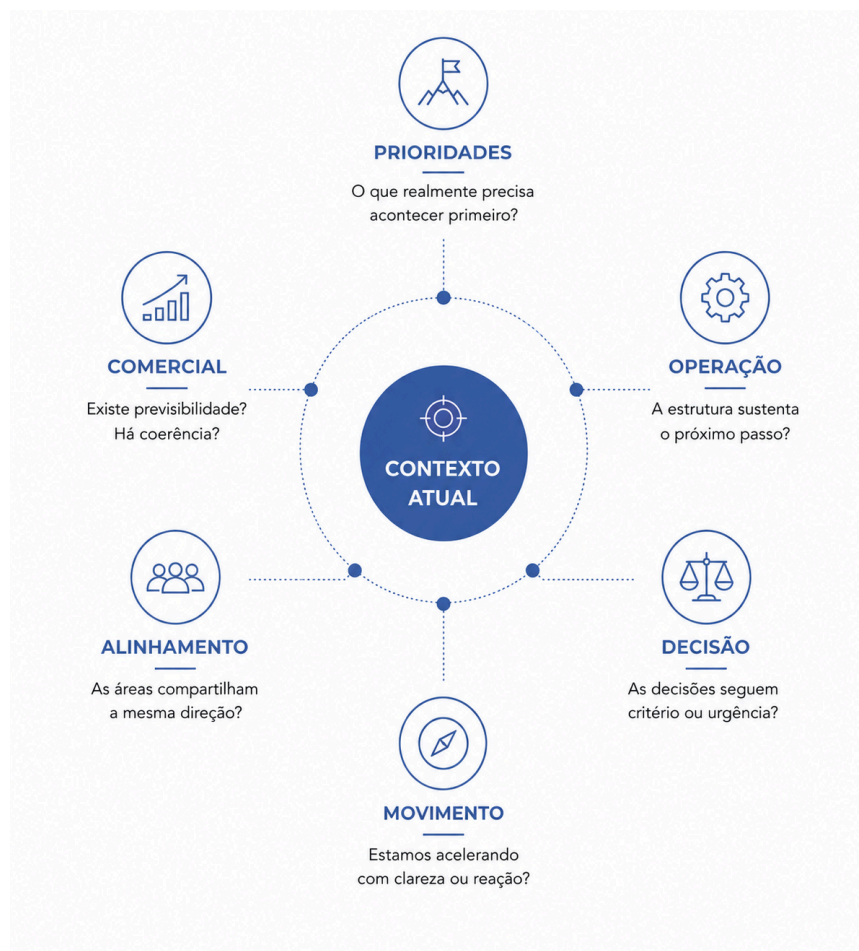 PRIORIDADES
O que realmente precisa
acontecer primeiro?
COMERCIAL
Existe previsibilidade?
Há coerência?
OPERAÇÃO
A estrutura sustenta
o próximo passo?
CONTEXTO
ATUAL
ALINHAMENTO
As áreas compartilham
a mesma direção?
DECISÃO
As decisões seguem
critério ou urgência?
MOVIMENTO
Estamos acelerando
com clareza ou reação?